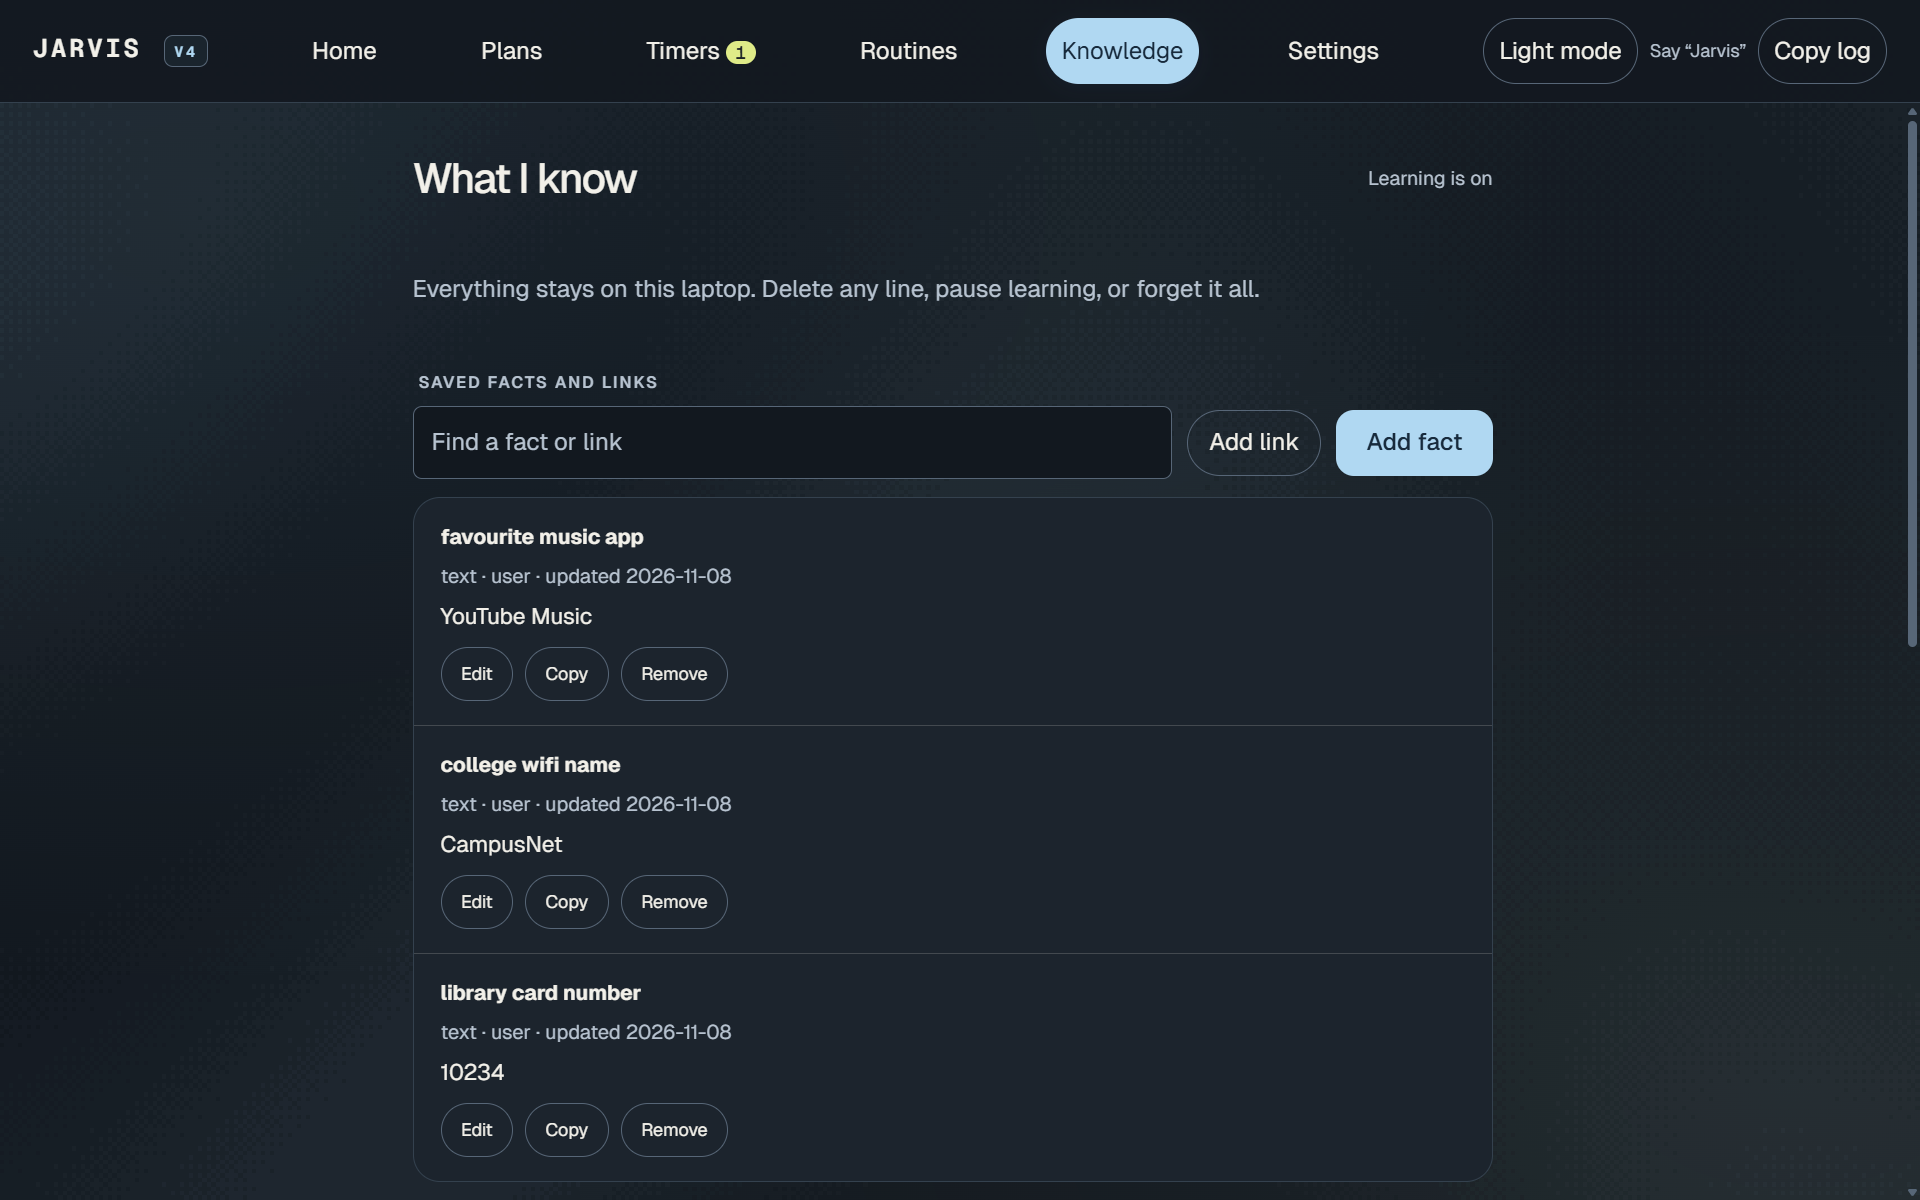 JARVIS V4 Home Plans Timers 1 Routines Knowledge Settings Light mode Say “Jarvis” Copy log
What I know
Learning is on
Everything stays on this laptop. Delete any line, pause learning, or forget it all.
SAVED FACTS AND LINKS
Find a fact or link
Add link
Add fact
favourite music app
text · user · updated 2026-11-08
YouTube Music
Edit Copy Remove
college wifi name
text · user · updated 2026-11-08
CampusNet
Edit Copy Remove
library card number
text · user · updated 2026-11-08
10234
Edit Copy Remove